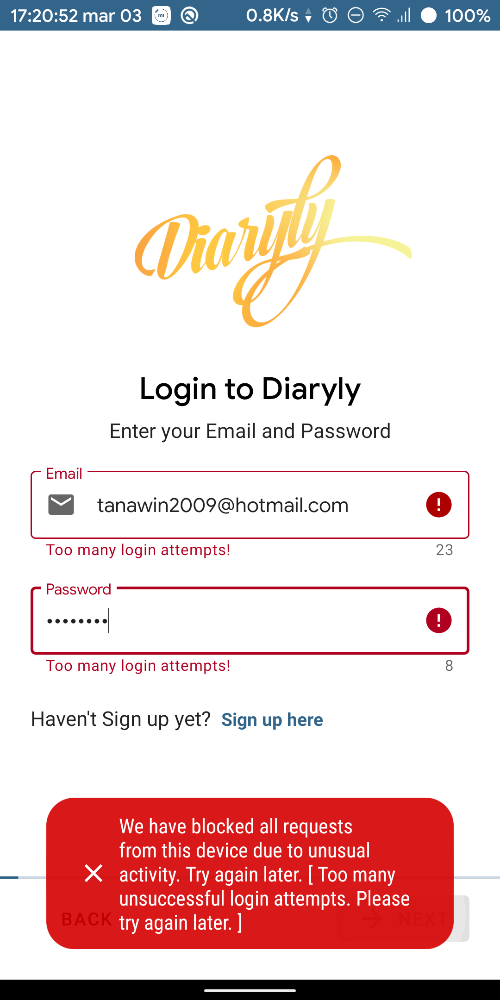 17:20:52 mar 03 0.8K/s 100%
Diaryly
Login to Diaryly
Enter your Email and Password
Email
tanawin2009@hotmail.com
Too many login attempts!
23
Password
••••••••
Too many login attempts!
8
Haven't Sign up yet? Sign up here
We have blocked all requests
from this device due to unusual
activity. Try again later. [ Too many
unsuccessful login attempts. Please
try again later. ]
BACK
NEXT